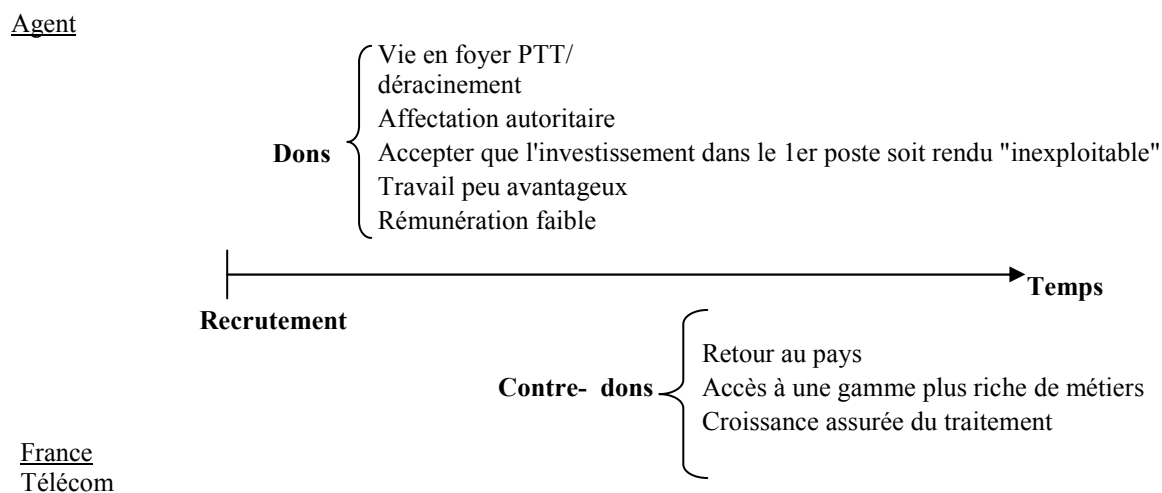 Agent
Vie en foyer PTT/
déracinement
Affectation autoritaire
Dons
Accepter que l'investissement dans le 1er poste soit rendu "inexploitable"
Travail peu avantageux
Rémunération faible
Temps
Recrutement
Retour au pays
Contre- dons
Accès à une gamme plus riche de métiers
Croissance assurée du traitement
France
Télécom